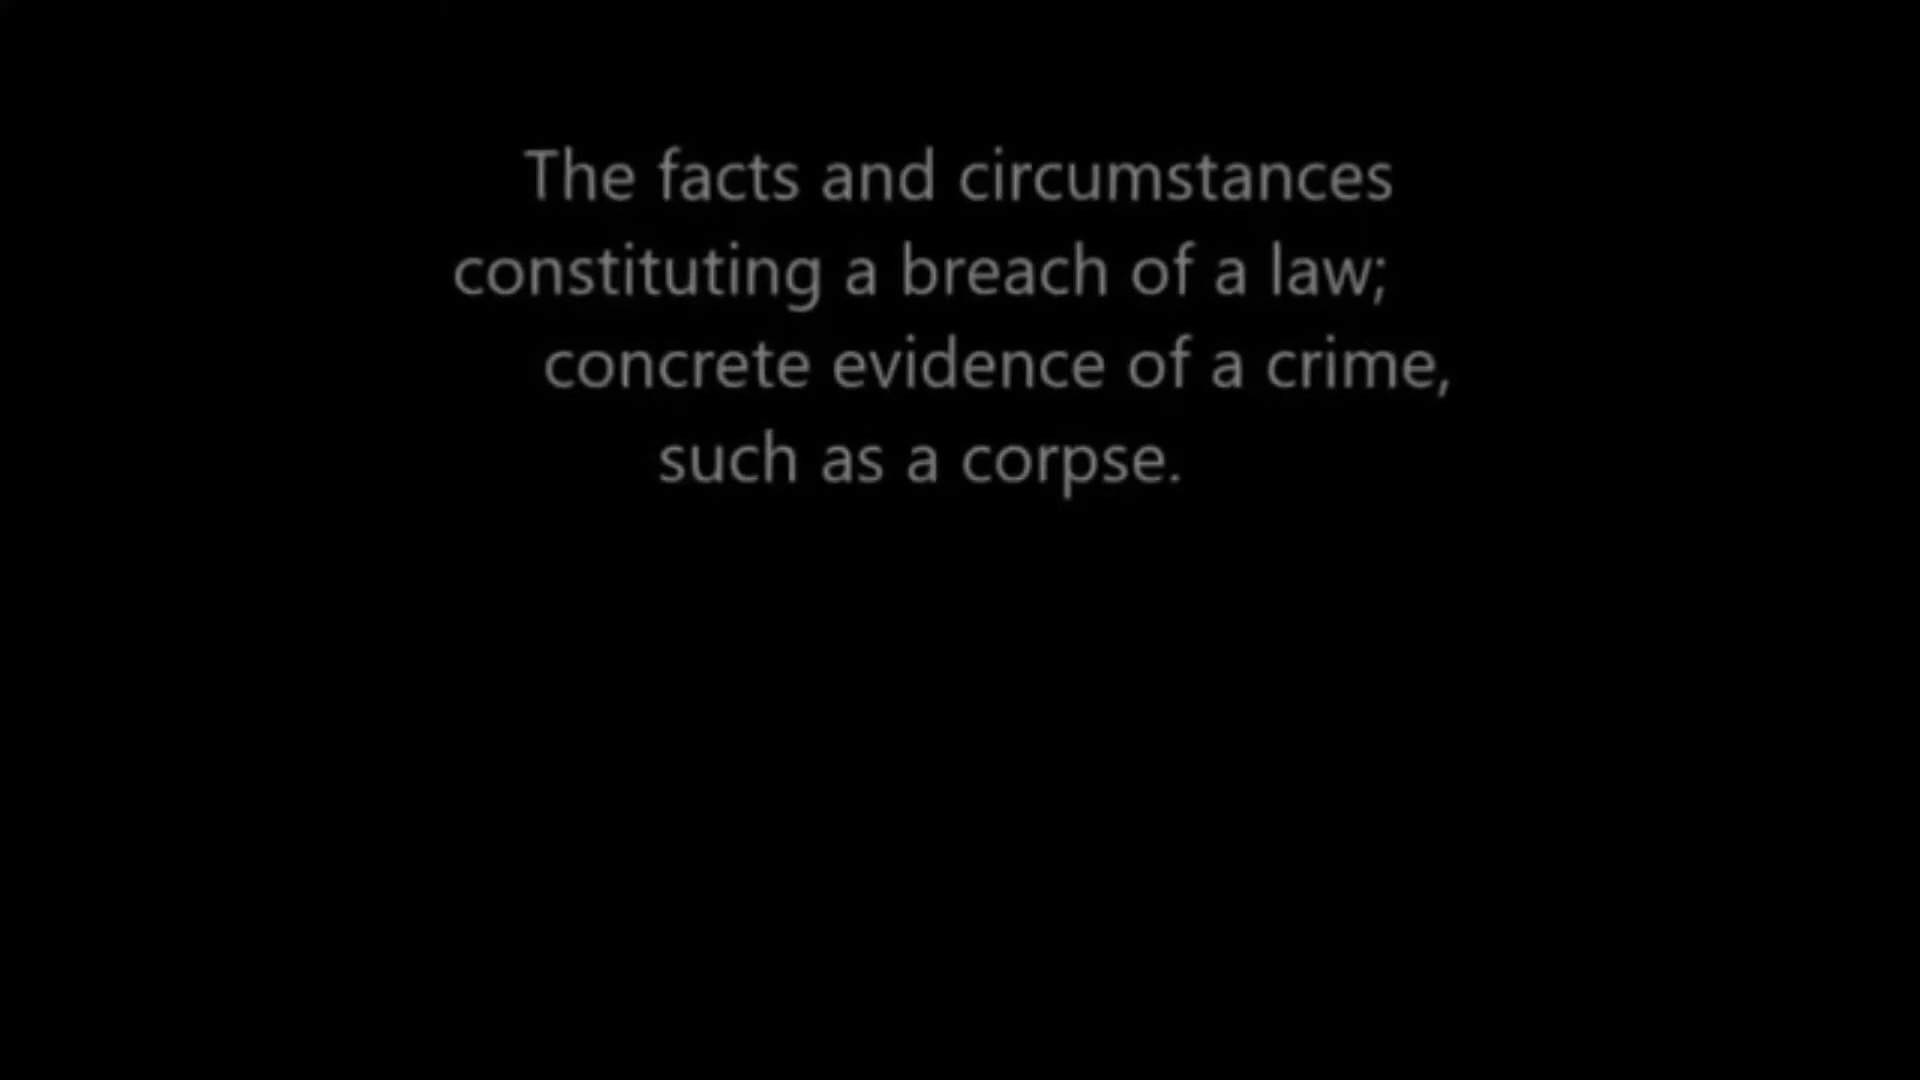 The facts and circumstances
constituting a breach of a law;
concrete evidence of a crime,
such as a corpse.